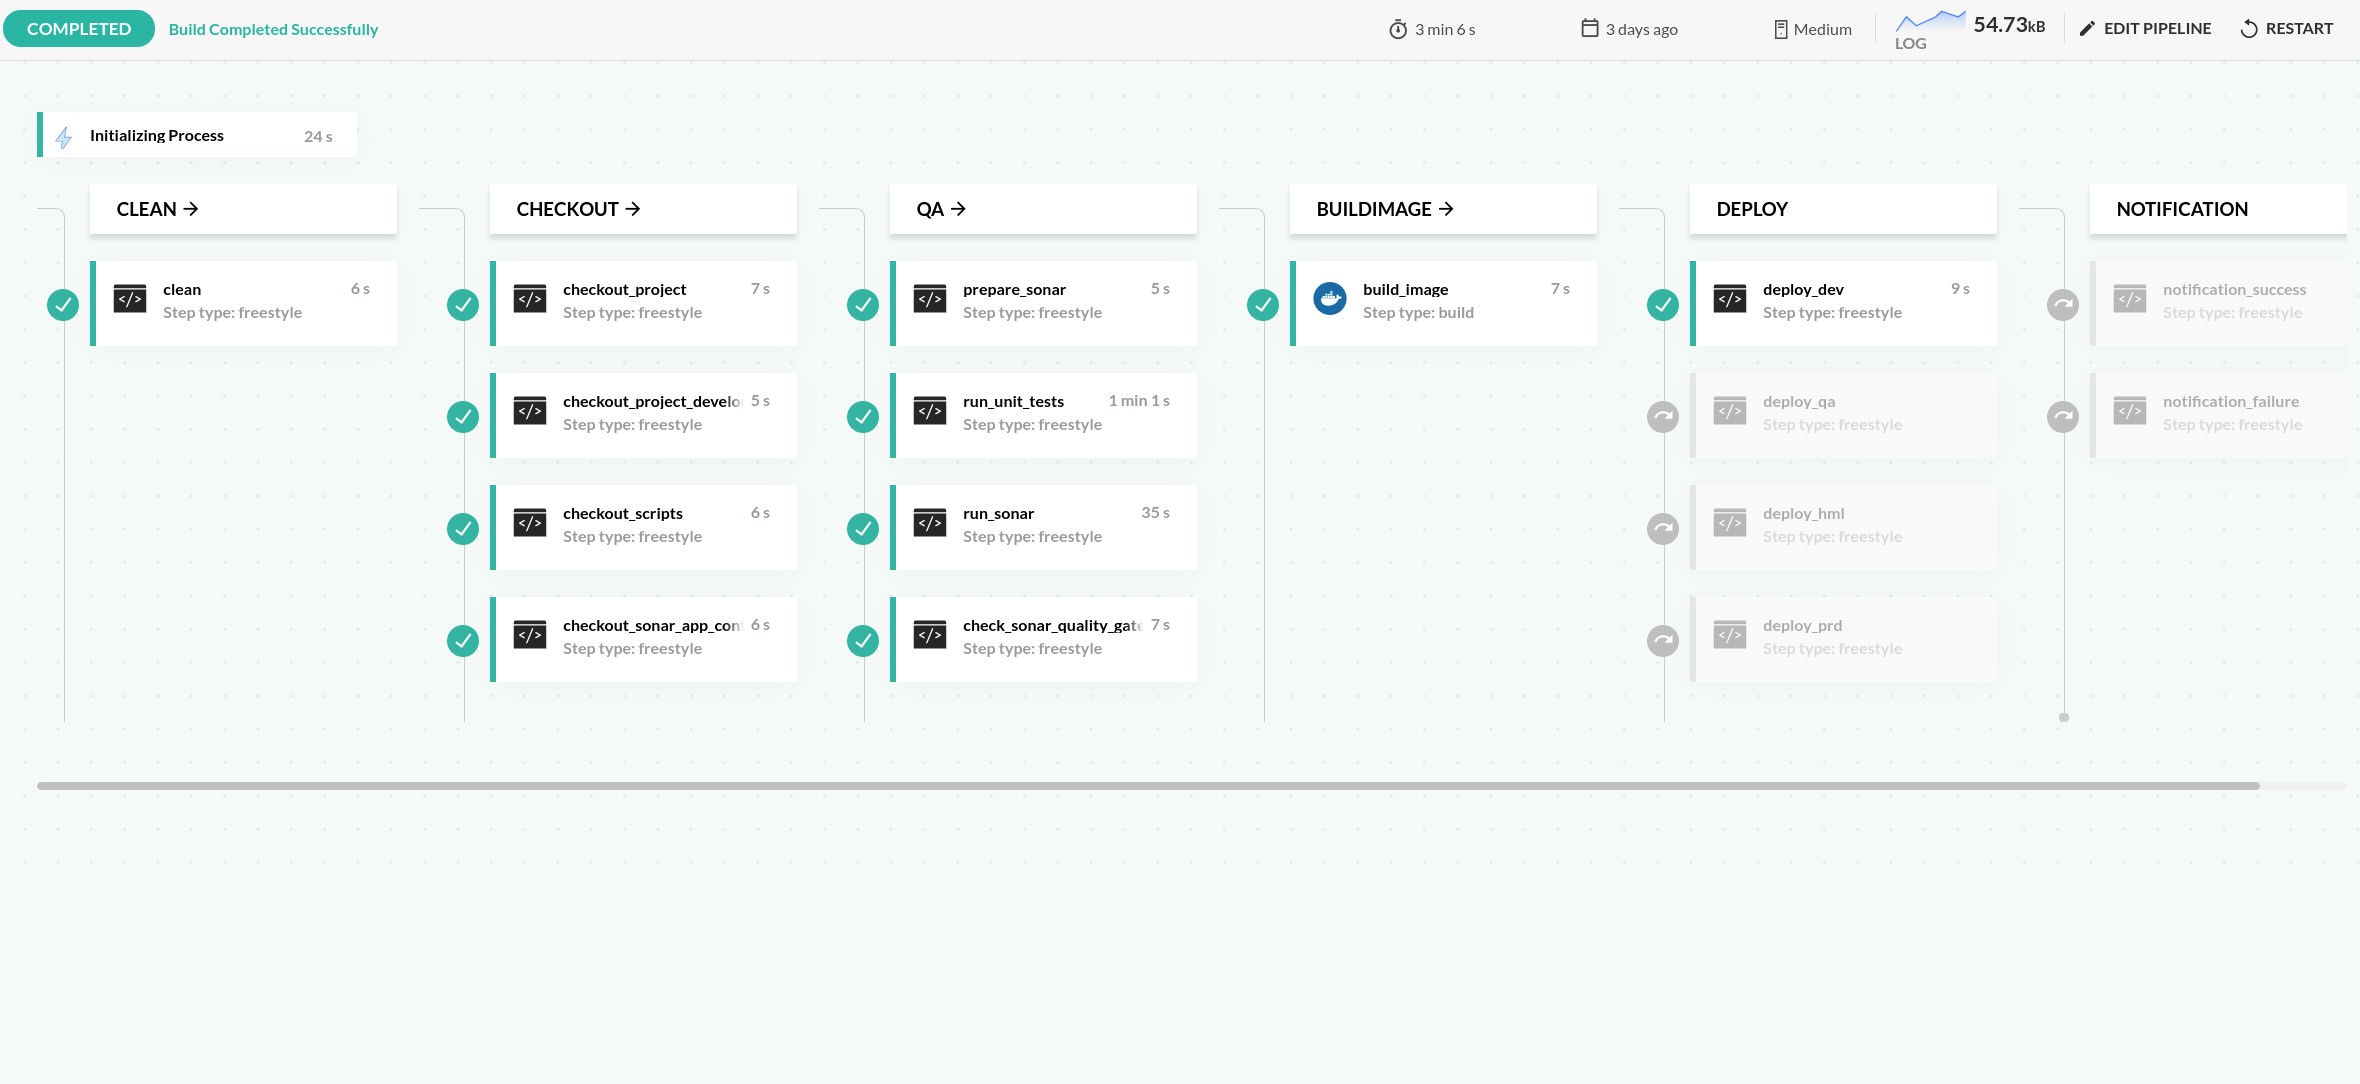 COMPLETED Build Completed Successfully 3 min 6 s 3 days ago Medium LOG 54.73kB EDIT PIPELINE RESTART
Initializing Process 24 s
CLEAN → CHECKOUT → QA → BUILDIMAGE → DEPLOY NOTIFICATION
clean 6 s
Step type: freestyle
checkout_project 7 s
Step type: freestyle
checkout_project_develo 5 s
Step type: freestyle
checkout_scripts 6 s
Step type: freestyle
checkout_sonar_app_con 6 s
Step type: freestyle
prepare_sonar 5 s
Step type: freestyle
run_unit_tests 1 min 1 s
Step type: freestyle
run_sonar 35 s
Step type: freestyle
check_sonar_quality_gate 7 s
Step type: freestyle
build_image 7 s
Step type: build
deploy_dev 9 s
Step type: freestyle
deploy_qa
Step type: freestyle
deploy_hml
Step type: freestyle
deploy_prd
Step type: freestyle
notification_success
Step type: freestyle
notification_failure
Step type: freestyle